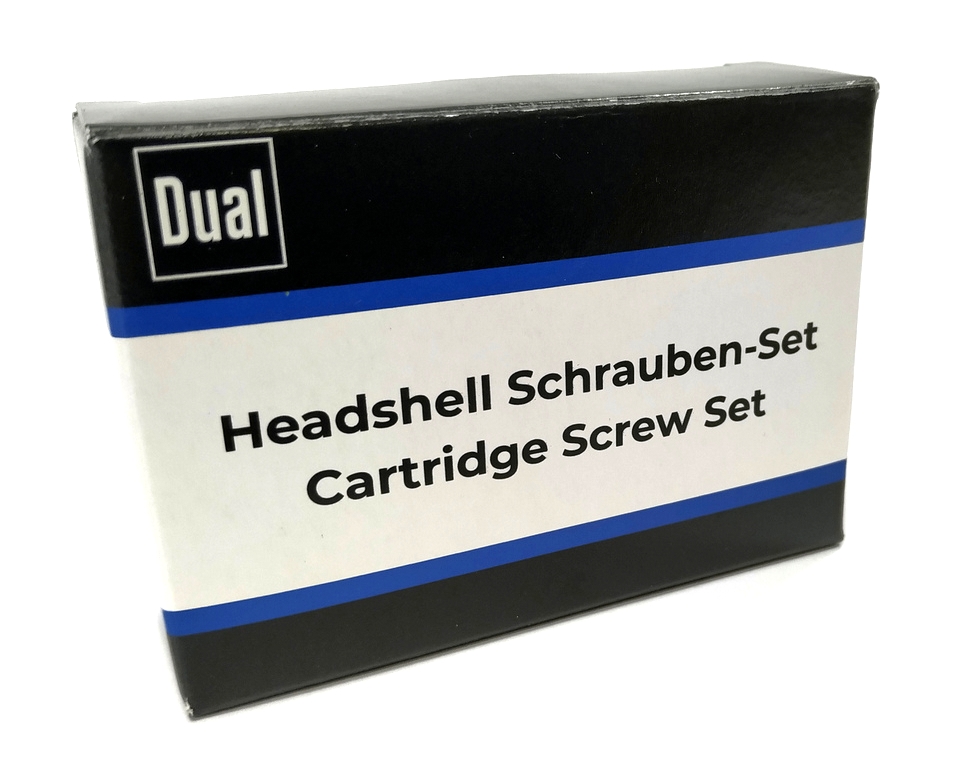 Dual
Headshell Schrauben-Set
Cartridge Screw Set